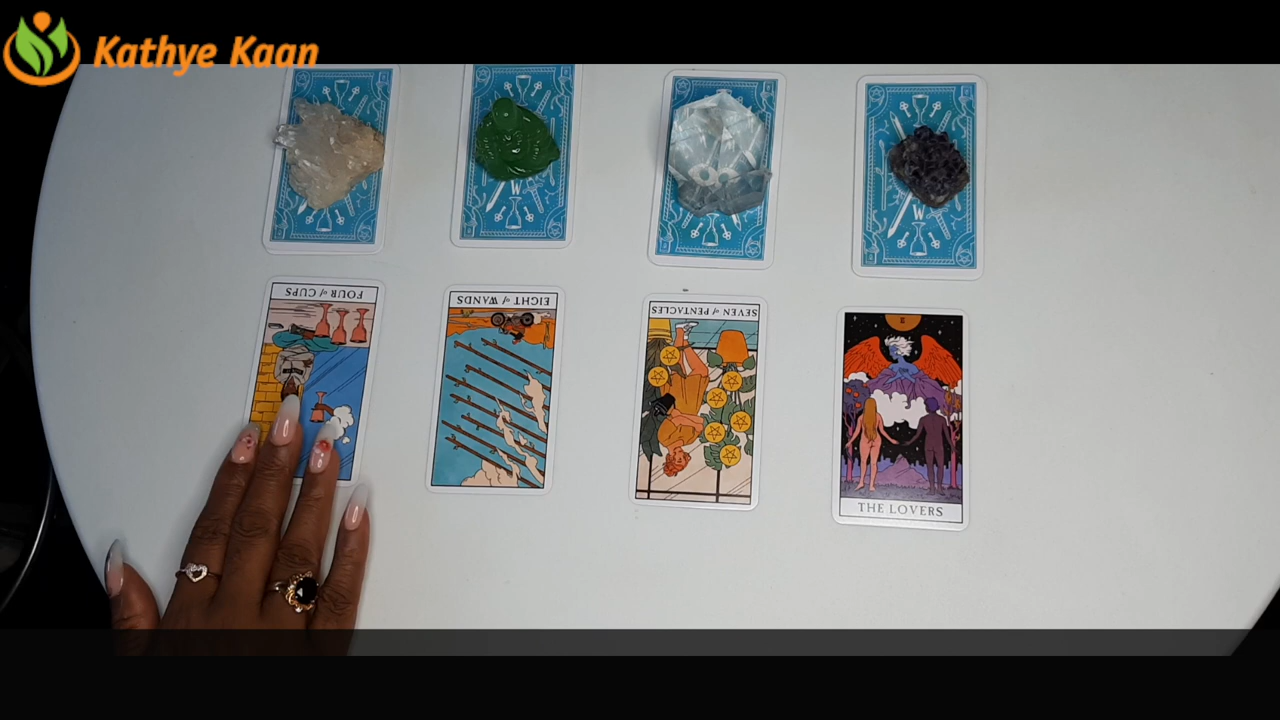 Kathye Kaan
W
W
FOUR of CUPS
EIGHT of WANDS
SEVEN of PENTACLES
THE LOVERS